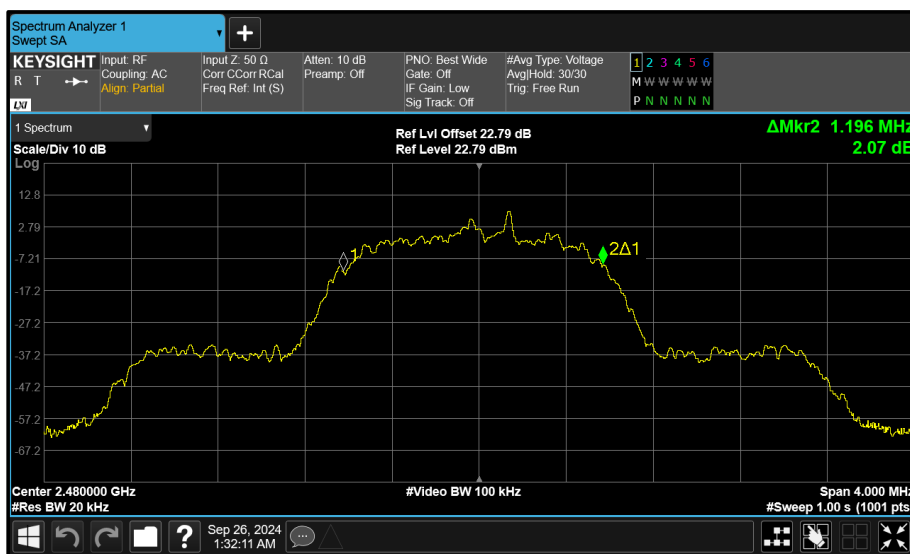 Spectrum Analyzer 1
Swept SA
+
KEYSIGHT
R T
LXI
Input: RF
Coupling: AC
Align: Partial
Input Z: 50 Ω
Corr CCorr RCal
Freq Ref: Int (S)
Atten: 10 dB
Preamp: Off
PNO: Best Wide
Gate: Off
IF Gain: Low
Sig Track: Off
#Avg Type: Voltage
Avg|Hold: 30/30
Trig: Free Run
1 2 3 4 5 6
M W W W W W
P N N N N N
1 Spectrum
Scale/Div 10 dB
Ref Lvl Offset 22.79 dB
Ref Level 22.79 dBm
ΔMkr2 1.196 MHz
2.07 dB
Log
12.8
2.79
-7.21
-17.2
-27.2
-37.2
-47.2
-57.2
-67.2
1
2Δ1
Center 2.480000 GHz
#Res BW 20 kHz
#Video BW 100 kHz
Span 4.000 MHz
#Sweep 1.00 s (1001 pts
?
Sep 26, 2024
1:32:11 AM